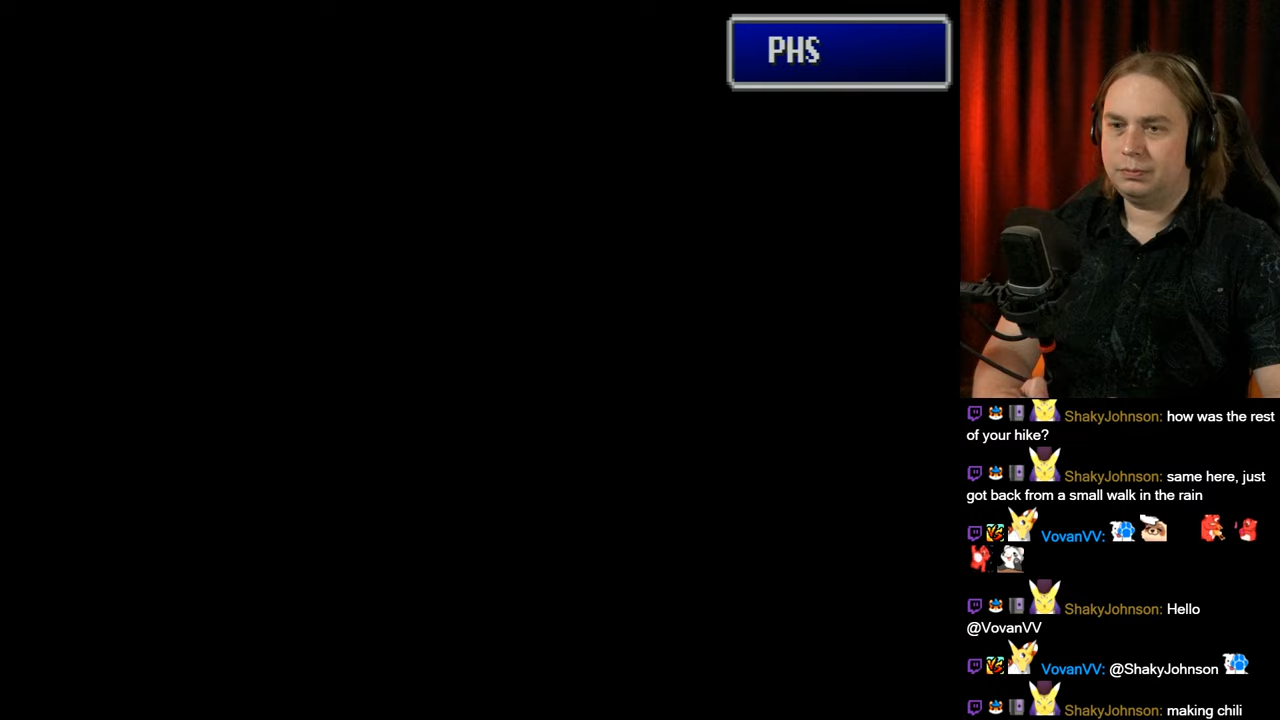 PHS
ShakyJohnson: how was the rest
of your hike?
ShakyJohnson: same here, just
got back from a small walk in the rain
VovanVV:
ShakyJohnson: Hello
@VovanVV
VovanVV: @ShakyJohnson
ShakyJohnson: making chili